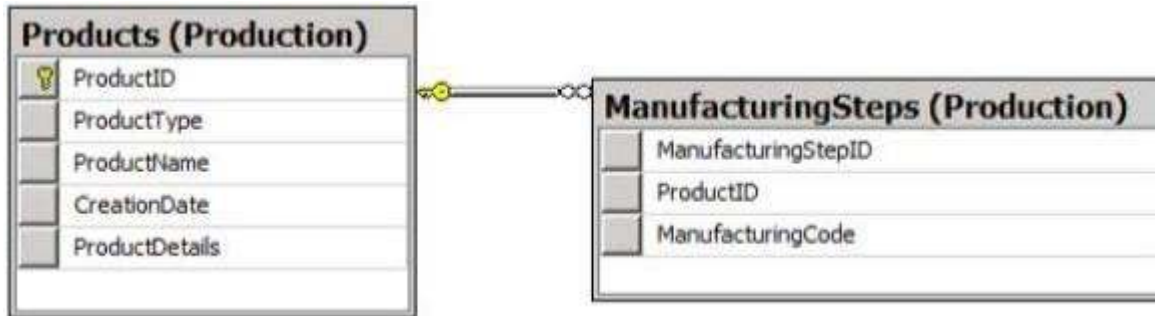 Products (Production)
ProductID
ProductType
ProductName
CreationDate
ProductDetails
ManufacturingSteps (Production)
ManufacturingStepID
ProductID
ManufacturingCode